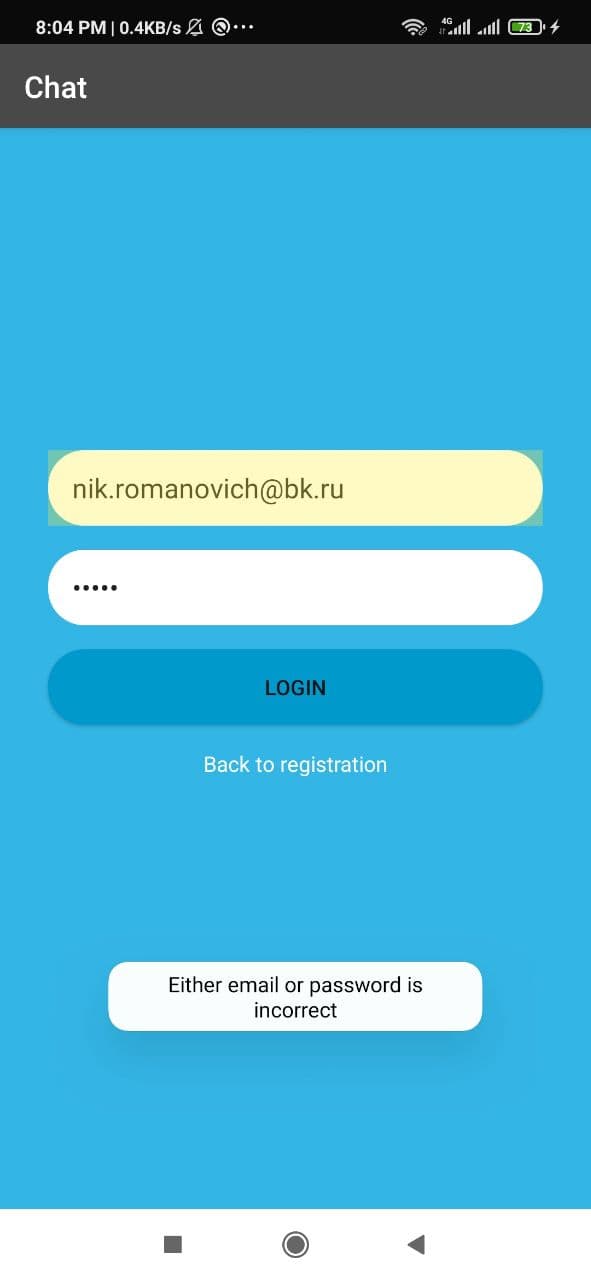 8:04 PM | 0.4KB/s ...
4G
73
Chat
nik.romanovich@bk.ru
•••••
LOGIN
Back to registration
Either email or password is
incorrect